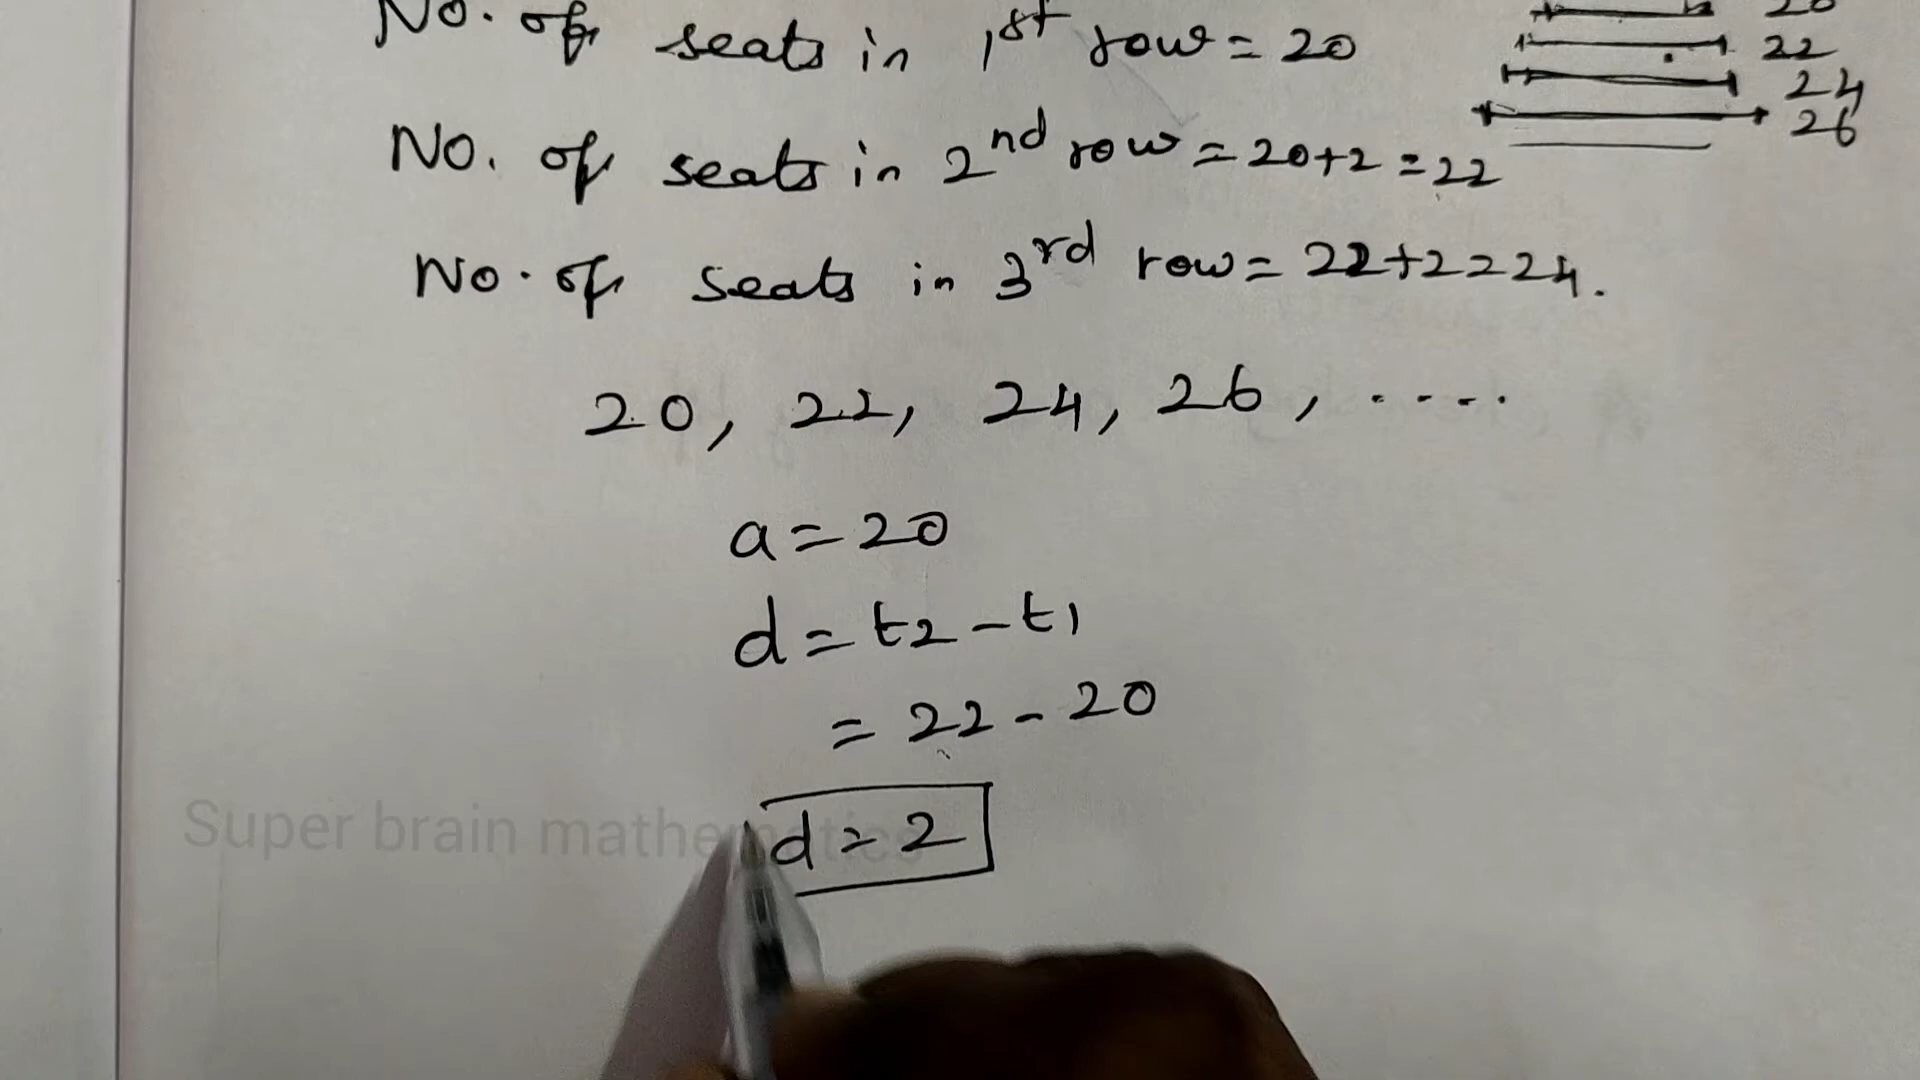 No. of seats in 1st row = 20
20
22
24
26
No. of seats in 2nd row = 20+2 = 22
No. of seats in 3rd row = 22+2 = 24.
20, 22, 24, 26, ....
a = 20
d = t2 - t1
= 22 - 20
d = 2
Super brain mathematics